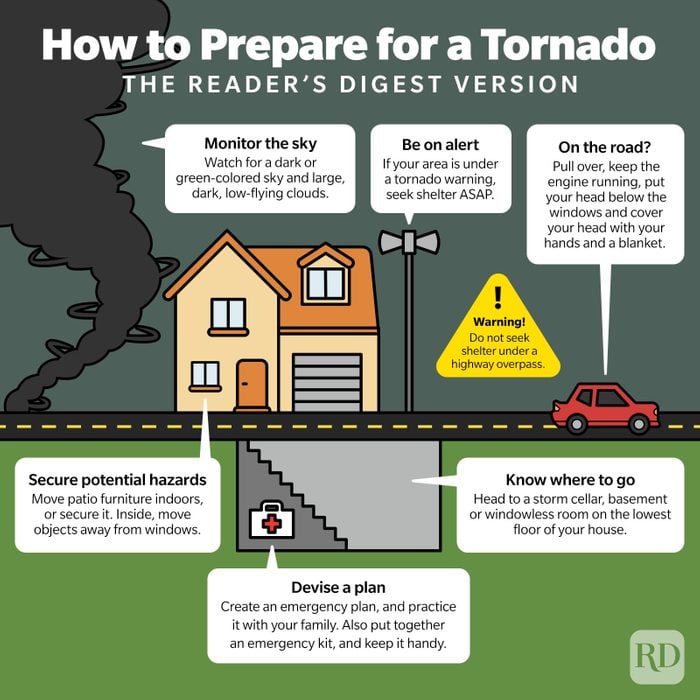 How to Prepare for a Tornado
THE READER'S DIGEST VERSION
Monitor the sky
Watch for a dark or
green-colored sky and large,
dark, low-flying clouds.
Be on alert
If your area is under
a tornado warning,
seek shelter ASAP.
On the road?
Pull over, keep the
engine running, put
your head below the
windows and cover
your head with your
hands and a blanket.
!
Warning!
Do not seek
shelter under a
highway overpass.
Secure potential hazards
Move patio furniture indoors,
or secure it. Inside, move
objects away from windows.
Know where to go
Head to a storm cellar, basement
or windowless room on the lowest
floor of your house.
Devise a plan
Create an emergency plan, and practice
it with your family. Also put together
an emergency kit, and keep it handy.
RD